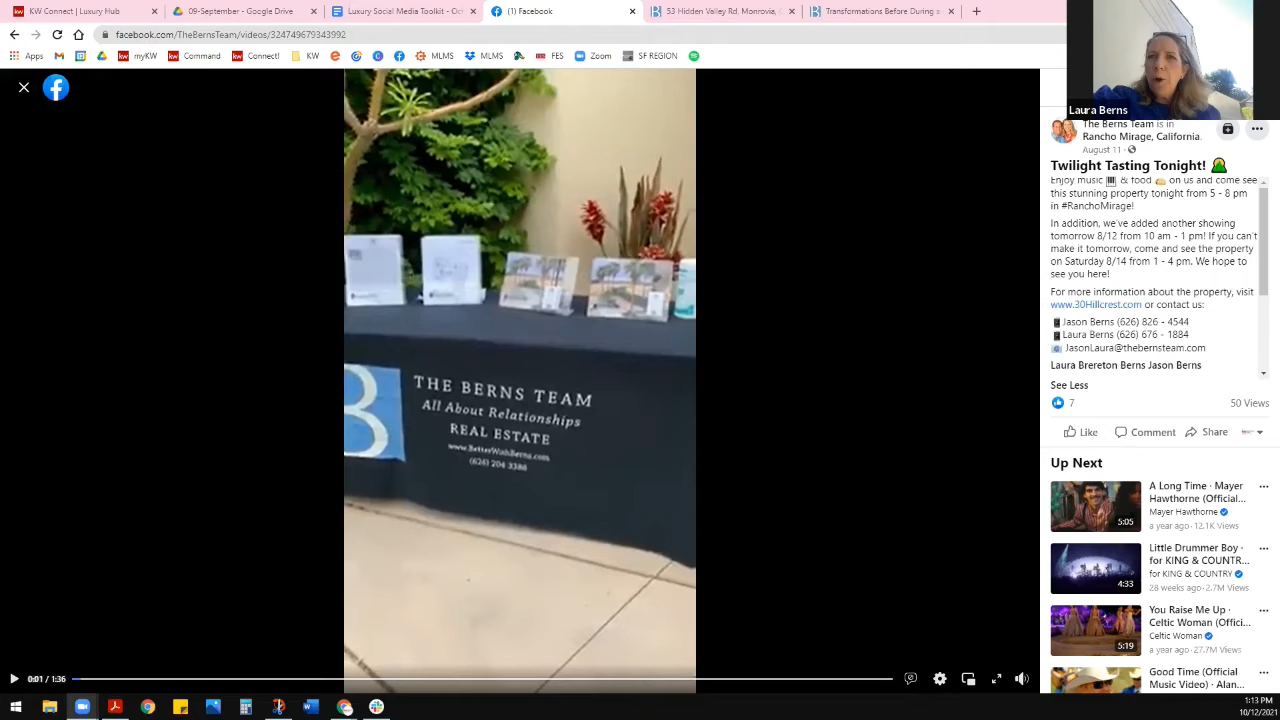 KW Connect | Luxury Hub
09-September - Google Drive
Luxury Social Media Toolkit - Oct
(1) Facebook
53 Hidden Valley Rd, Monrovia, C
Transformations Before During a
facebook.com/TheBernsTeam/videos/324749679343992
Apps
myKW
Command
Connect!
KW
MLMS
MLMS
FES
Zoom
SF REGION
Laura Berns
The Berns Team is in
Rancho Mirage, California.
August 11
Twilight Tasting Tonight!
Enjoy music & food on us and come see
this stunning property tonight from 5 - 8 pm
in #RanchoMirage!
In addition, we've added another showing
tomorrow 8/12 from 10 am - 1 pm! If you can't
make it tomorrow, come and see the property
on Saturday 8/14 from 1 - 4 pm. We hope to
see you here!
For more information about the property, visit
www.30Hillcrest.com or contact us:
Jason Berns (626) 826 - 4544
Laura Berns (626) 676 - 1884
JasonLaura@thebernsteam.com
Laura Brereton Berns Jason Berns
See Less
7
50 Views
Like
Comment
Share
Up Next
A Long Time · Mayer
Hawthorne (Official...
Mayer Hawthorne
a year ago · 12.1K Views
5:05
Little Drummer Boy ·
for KING & COUNTR...
for KING & COUNTRY
28 weeks ago · 2.7M Views
4:33
You Raise Me Up ·
Celtic Woman (Offici...
Celtic Woman
a year ago · 27.7M Views
5:19
Good Time (Official
Music Video) · Alan...
B
THE BERNS TEAM
All About Relationships
REAL ESTATE
www.BetterWithBerns.com
(626) 204 3386
0:01 / 1:36
1:13 PM
10/12/2021